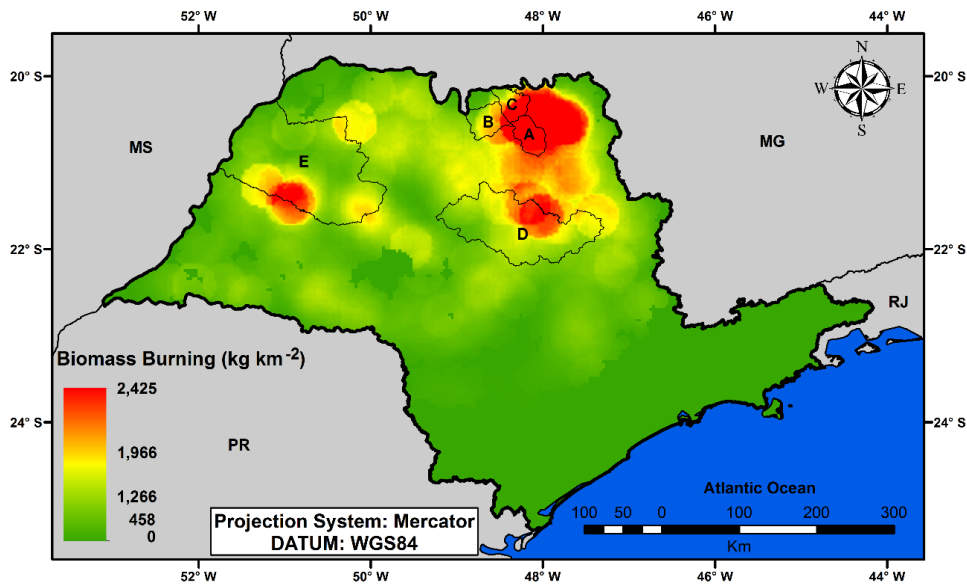 52° W 50° W 48° W 46° W 44° W
20° S 20° S
N
W E
S
C
B
A
MS
MG
E
D
22° S 22° S
RJ
Biomass Burning (kg km-2)
2,425
1,966
1,266
458
0
24° S 24° S
PR
Atlantic Ocean
100 50 0 100 200 300
Km
Projection System: Mercator
DATUM: WGS84
52° W 50° W 48° W 46° W 44° W